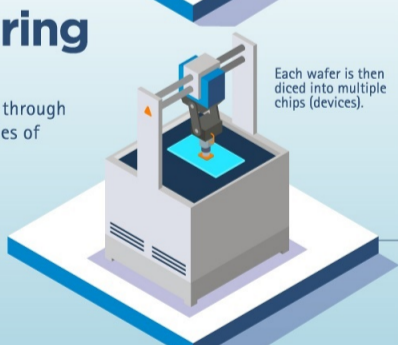 ring
through
es of
Each wafer is then
diced into multiple
chips (devices).